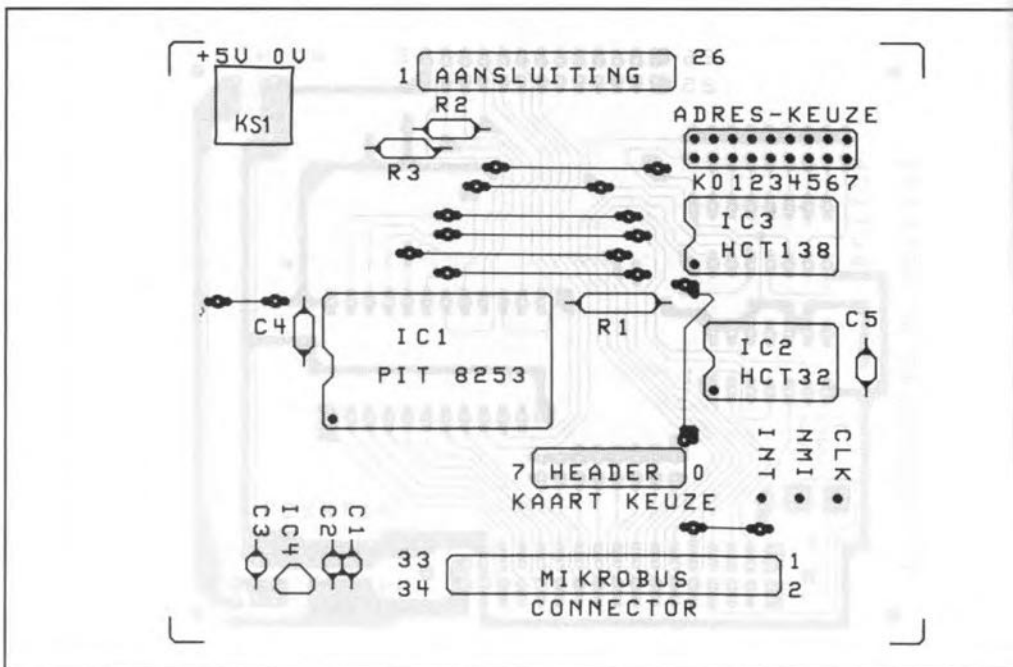 +5V 0V
KS1
1 AANSLUITING 26
R2
R3
ADRES-KEUZE
K01234567
IC3
HCT138
C4
IC1
PIT 8253
R1
IC2
HCT32
C5
INT
NMI
CLK
7 HEADER 0
KAART KEUZE
C3
IC4
C2
C1
33
34
MIKROBUS
1
2
CONNECTOR